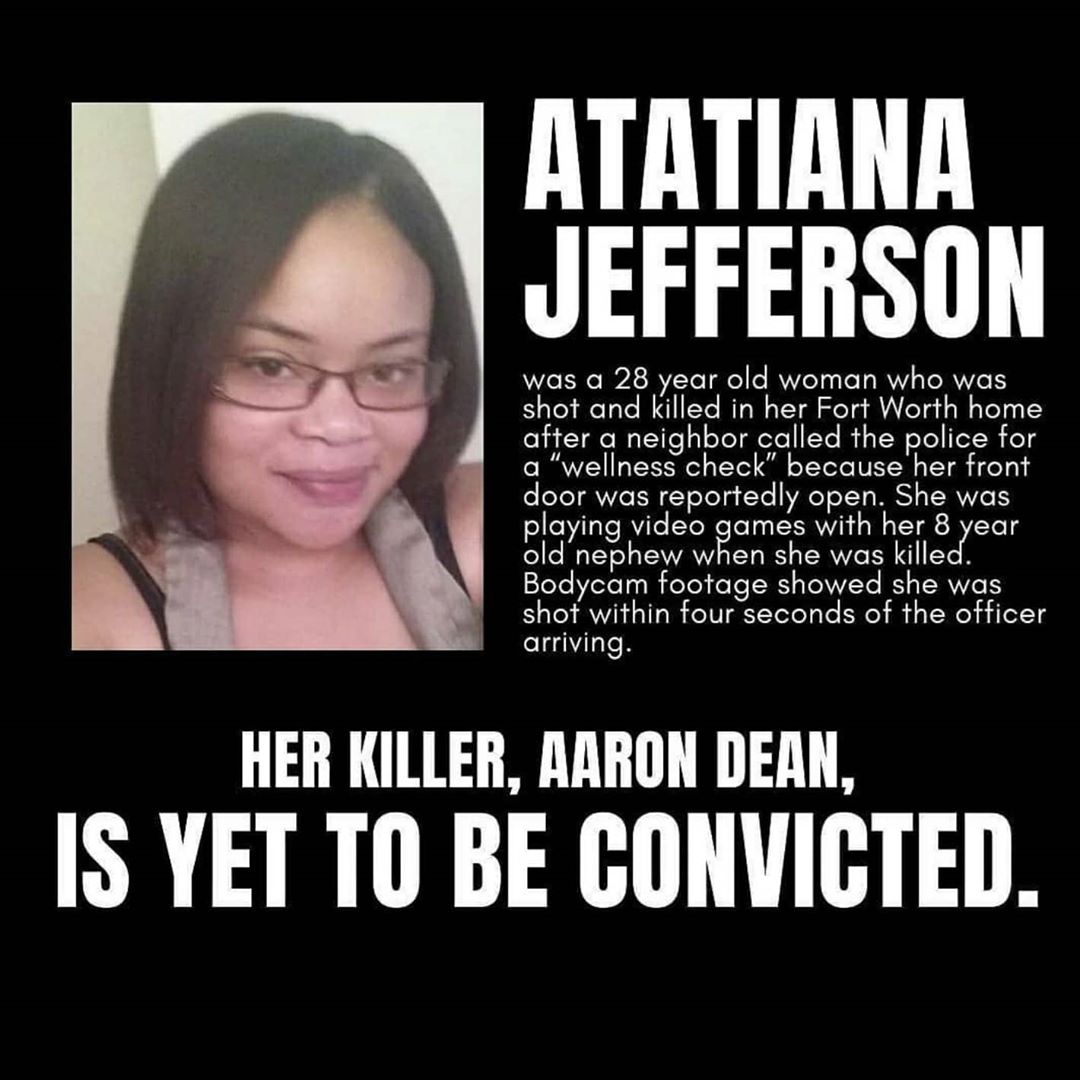 ATATIANA
JEFFERSON
was a 28 year old woman who was
shot and killed in her Fort Worth home
after a neighbor called the police for
a “wellness check” because her front
door was reportedly open. She was
playing video games with her 8 year
old nephew when she was killed.
Bodycam footage showed she was
shot within four seconds of the officer
arriving.
HER KILLER, AARON DEAN,
IS YET TO BE CONVICTED.